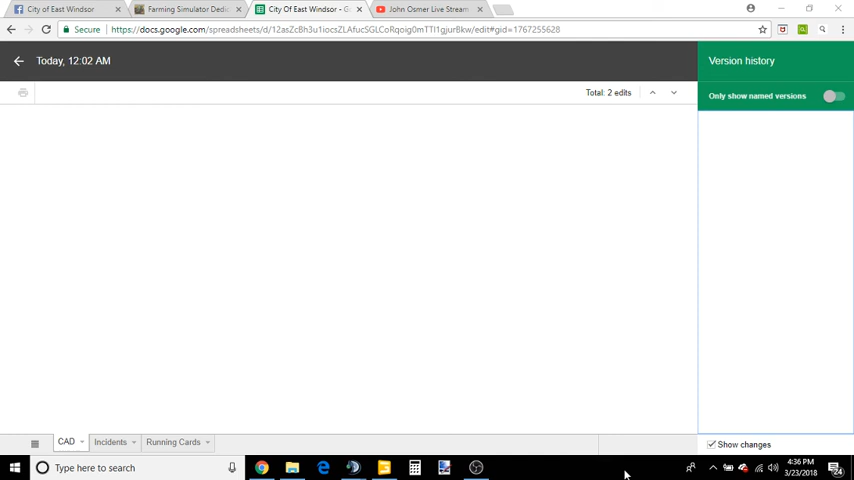 City of East Windsor
Farming Simulator Dedic
City Of East Windsor - G
John Osmer Live Stream
Secure
https://docs.google.com/spreadsheets/d/12asZcBh3u1iocsZLAfucSGLCoRqoig0mTTI1gjur8kw/edit#gid=1767255628
Today, 12:02 AM
Version history
Total: 2 edits
Only show named versions
CAD
Incidents
Running Cards
Show changes
Type here to search
4:36 PM
3/23/2018
24